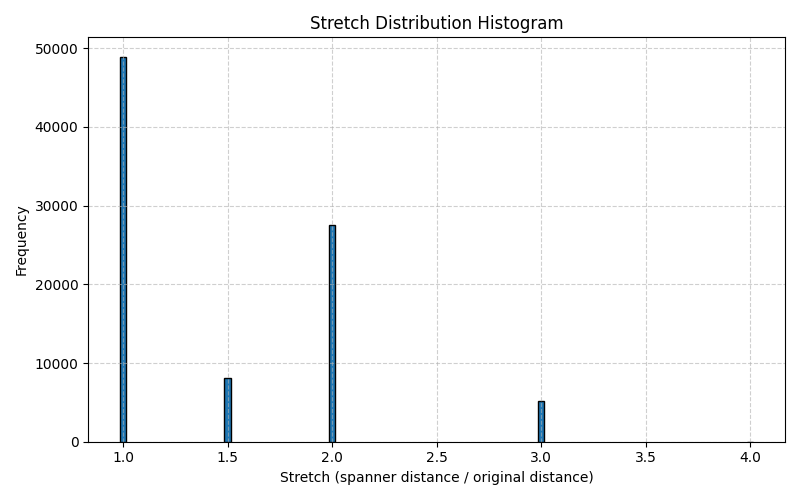 Stretch Distribution Histogram
Frequency
50000
40000
30000
20000
10000
0
1.0 1.5 2.0 2.5 3.0 3.5 4.0
Stretch (spanner distance / original distance)